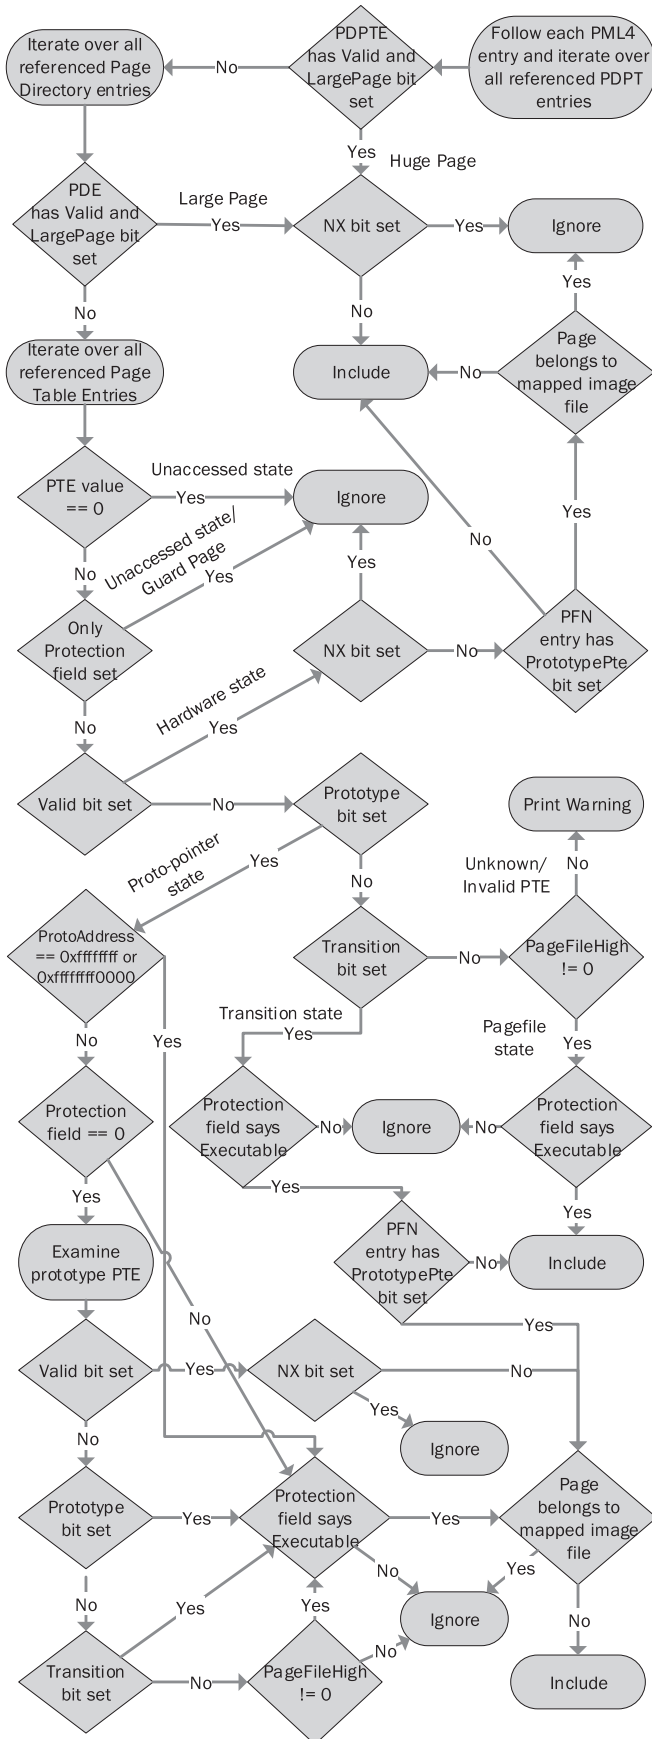 Iterate over all
referenced Page
Directory entries
No
PDPTE
has Valid and
LargePage bit
set
Follow each PML4
entry and iterate over
all referenced PDPT
entries
Yes
Huge Page
PDE
has Valid and
LargePage bit
set
Large Page
Yes
NX bit set
Yes
Ignore
No
No
Yes
Iterate over all
referenced Page
Table Entries
Include
No
Page
belongs to
mapped image
file
PTE value
== 0
Unaccessed state
Yes
Ignore
No
Unaccessed state/
Guard Page
Yes
Yes
No
Yes
Only
Protection
field set
NX bit set
No
PFN
entry has
PrototypePte
bit set
No
Hardware state
Yes
Valid bit set
No
Prototype
bit set
Print Warning
Proto-pointer
state
Yes
No
Unknown/
Invalid PTE
No
ProtoAddress
== 0xffffffff or
0xffffffff0000
Transition
bit set
No
PageFileHigh
!= 0
No
Yes
Transition state
Yes
Pagefile
state
Yes
Protection
field == 0
Protection
field says
Executable
No
Ignore
No
Protection
field says
Executable
Yes
Yes
Yes
Examine
prototype PTE
PFN
entry has
PrototypePte
bit set
No
Include
No
Yes
Valid bit set
Yes
NX bit set
No
Yes
Ignore
No
Prototype
bit set
Yes
Protection
field says
Executable
Yes
Page
belongs to
mapped image
file
No
Yes
No
Yes
No
Yes
Ignore
No
Transition
bit set
No
PageFileHigh
!= 0
No
Include